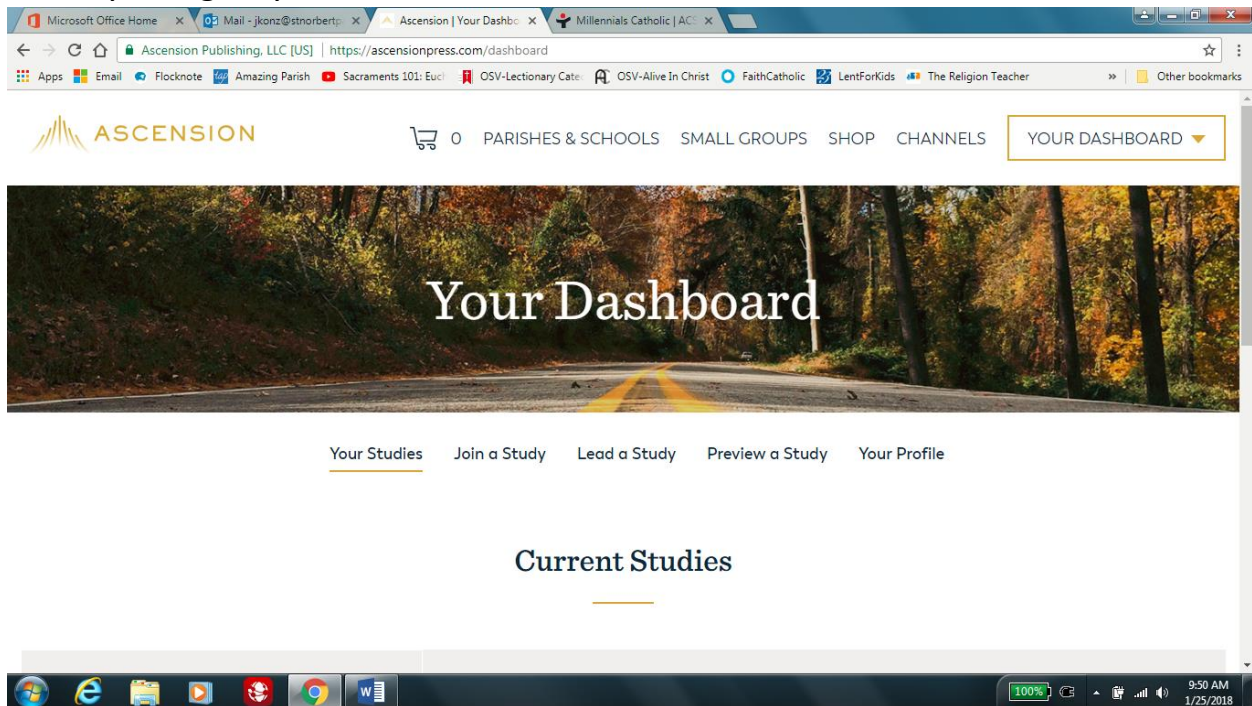 Microsoft Office Home
Mail - jkonz@stnorbertp
Ascension | Your Dashbo
Millennials Catholic | ACS
Ascension Publishing, LLC [US] | https://ascensionpress.com/dashboard
Apps Email Flocknote Amazing Parish Sacraments 101: Euch OSV-Lectionary Cate OSV-Alive In Christ FaithCatholic LentForKids The Religion Teacher » Other bookmarks
ASCENSION 0 PARISHES & SCHOOLS SMALL GROUPS SHOP CHANNELS YOUR DASHBOARD
Your Dashboard
Your Studies Join a Study Lead a Study Preview a Study Your Profile
Current Studies
100% 9:50 AM
1/25/2018